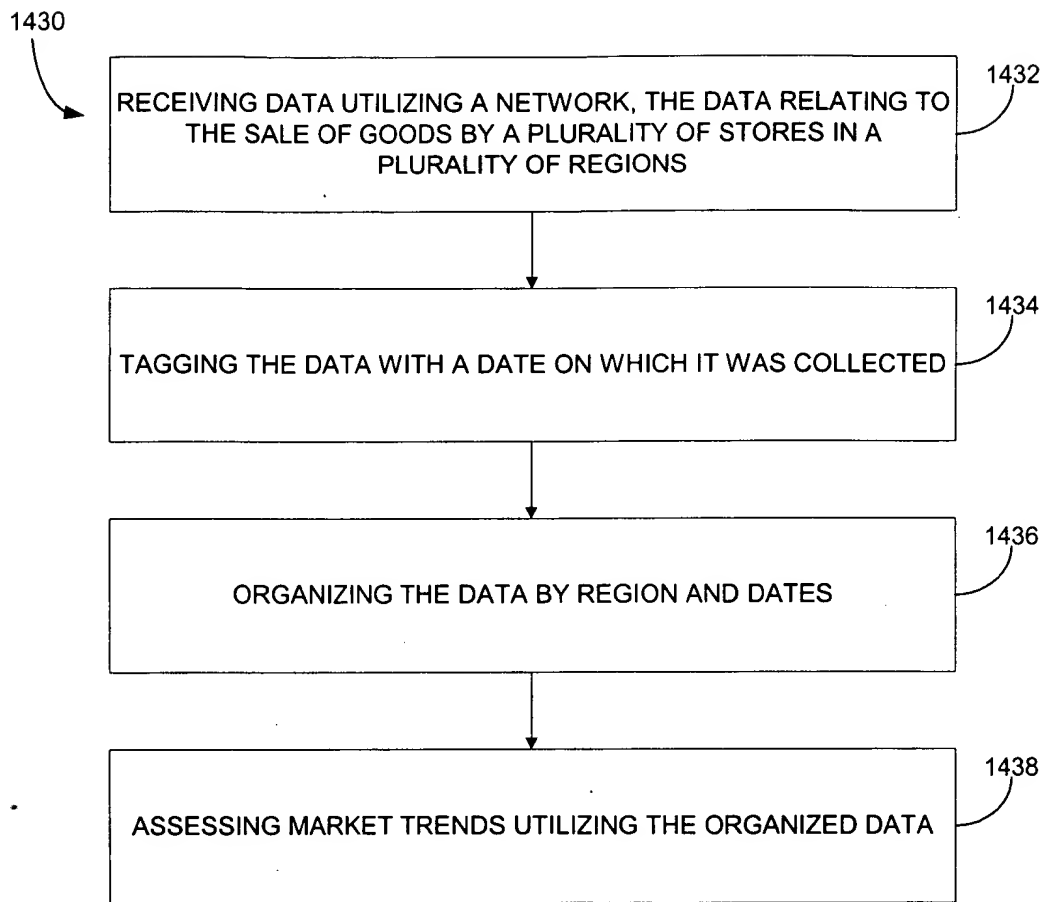 1430
1432
RECEIVING DATA UTILIZING A NETWORK, THE DATA RELATING TO
THE SALE OF GOODS BY A PLURALITY OF STORES IN A
PLURALITY OF REGIONS
1434
TAGGING THE DATA WITH A DATE ON WHICH IT WAS COLLECTED
1436
ORGANIZING THE DATA BY REGION AND DATES
1438
ASSESSING MARKET TRENDS UTILIZING THE ORGANIZED DATA